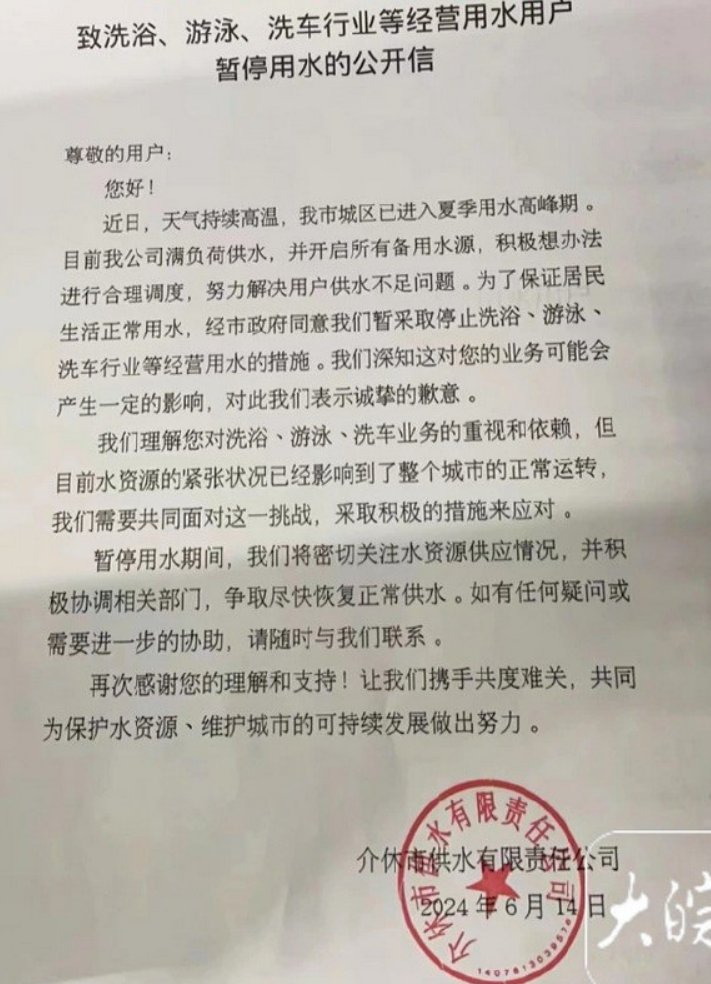 致洗浴、游泳、洗车行业等经营用水用户
暂停用水的公开信
尊敬的用户：
您好！
近日，天气持续高温，我市城区已进入夏季用水高峰期。
目前我公司满负荷供水，并开启所有备用水源，积极想办法
进行合理调度，努力解决用户供水不足问题。为了保证居民
生活正常用水，经市政府同意我们暂采取停止洗浴、游泳、
洗车行业等经营用水的措施。我们深知这对您的业务可能会
产生一定的影响，对此我们表示诚挚的歉意。
我们理解您对洗浴、游泳、洗车业务的重视和依赖，但
目前水资源的紧张状况已经影响到了整个城市的正常运转，
我们需要共同面对这一挑战，采取积极的措施来应对。
暂停用水期间，我们将密切关注水资源供应情况，并积
极协调相关部门，争取尽快恢复正常供水。如有任何疑问或
需要进一步的协助，请随时与我们联系。
再次感谢您的理解和支持！让我们携手共度难关，共同
为保护水资源、维护城市的可持续发展做出努力。
介休市供水有限责任公司
2024年6月14日
介休市供水有限责任公司
大皖